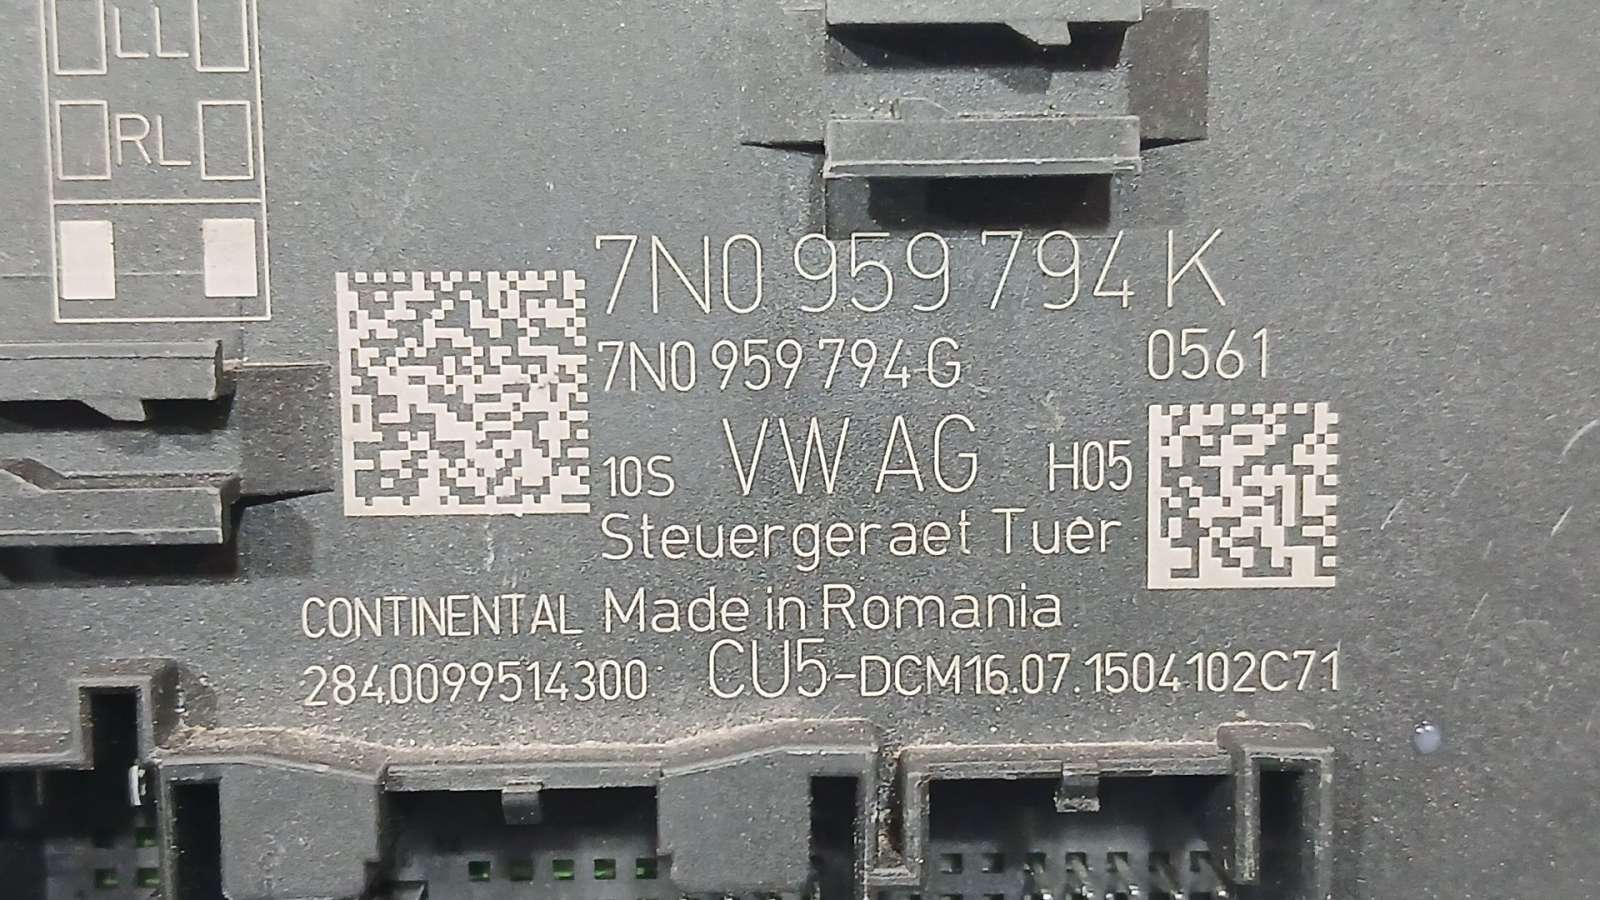 LL
RL
7N0 959 794 K
7N0 959 794 G 0561
10S VW AG H05
Steuergeraet Tuer
CONTINENTAL Made in Romania
2840099514300 CU5-DCM16.07.1504102C71